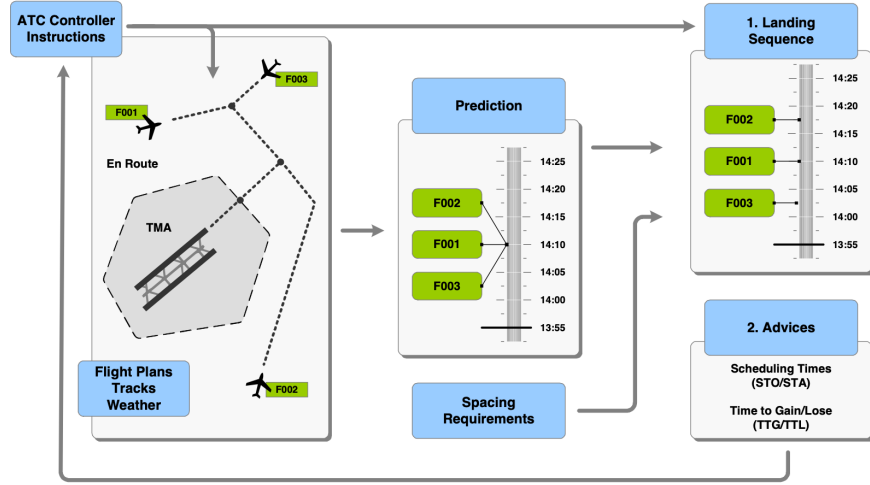 ATC Controller
Instructions
F003
F001
En Route
TMA
F002
Flight Plans
Tracks
Weather
Prediction
14:25
14:20
F002
14:15
F001
14:10
14:05
F003
14:00
13:55
Spacing
Requirements
1. Landing
Sequence
14:25
14:20
F002
14:15
F001
14:10
14:05
F003
14:00
13:55
2. Advices
Scheduling Times
(STO/STA)
Time to Gain/Lose
(TTG/TTL)